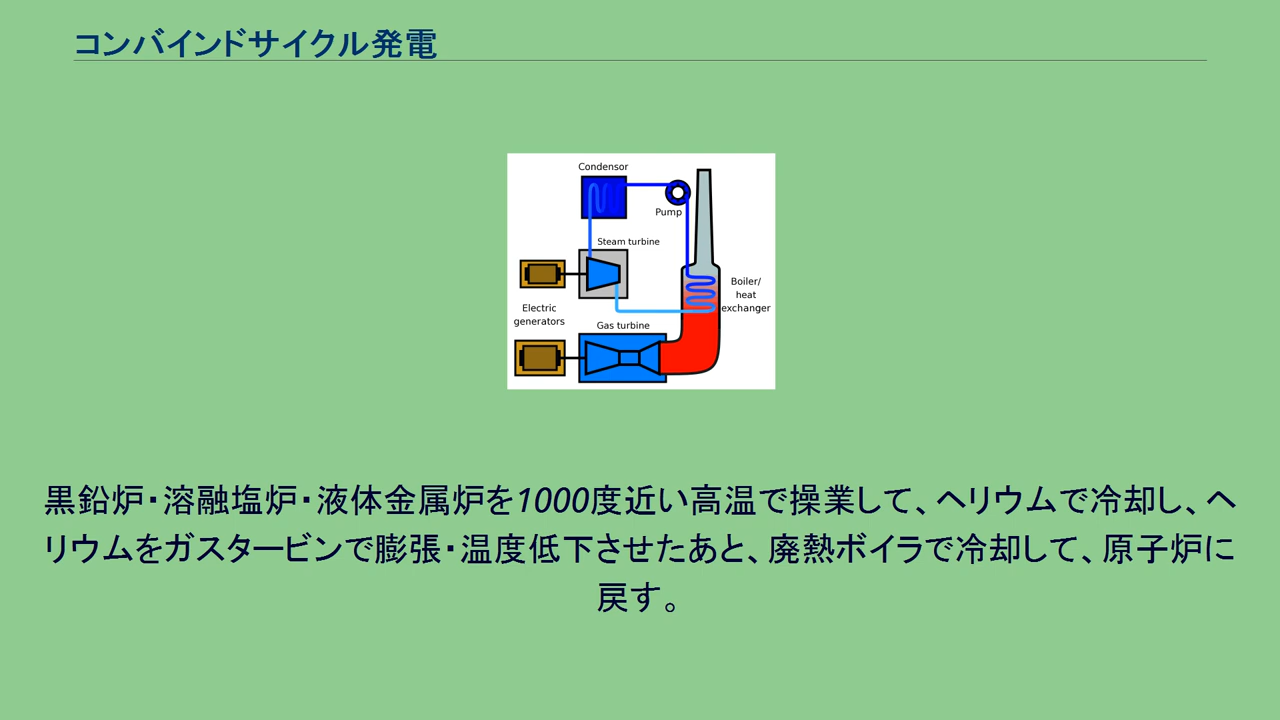 コンバインドサイクル発電
Condensor
Pump
Steam turbine
Boiler/
heat
exchanger
Electric
generators
Gas turbine
黒鉛炉・溶融塩炉・液体金属炉を1000度近い高温で操業して、ヘリウムで冷却し、ヘ
リウムをガスタービンで膨張・温度低下させたあと、廃熱ボイラで冷却して、原子炉に
戻す。